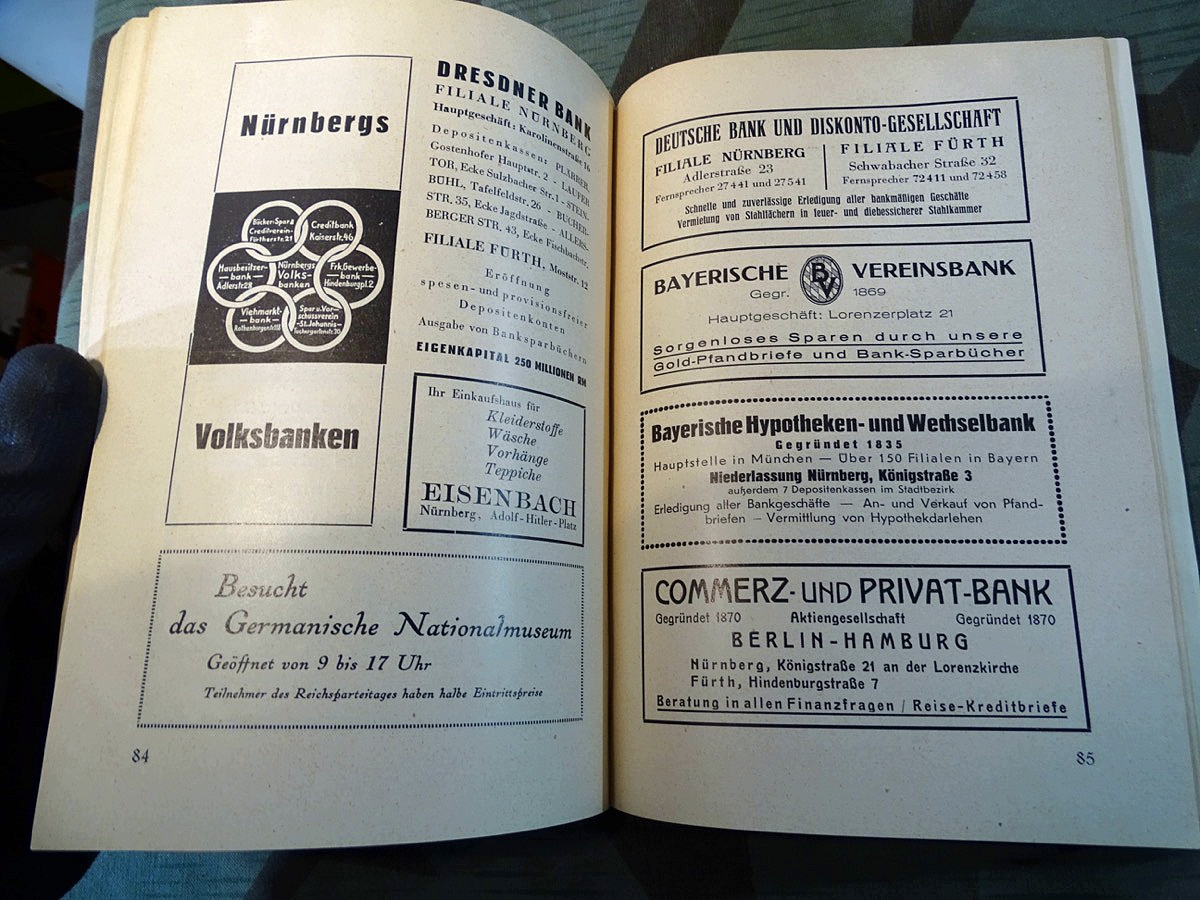 Nürnbergs
Bücker-Spar &
Creditverein-
Fürtherstr. 21
Creditbank
Kaiserstr. 46
Hausbesitzer-
bank-
Adlerstr. 28
Nürnbergs
Volks-
banken
Frk. Gewerbe-
bank-
Hindenburgpl. 2
Viehmarkt-
bank-
Spar u. Vor-
schussverein
-St. Johannis-
Volksbanken
DRESDNER BANK
FILIALE NÜRNBERG
Hauptgeschäft: Karolinenstraße 16
Depositenkassen: PLÄRRER,
Gostenhofer Hauptstr. 2 - LAUFER
TOR, Ecke Sulzbacher Str. 1 - STEIN-
BÜHL, Tafelfeldstr. 26 - BUCHER-
STR. 35, Ecke Jagdstraße - ALLERS-
BERGER STR. 43, Ecke Fischbachstr.
FILIALE FÜRTH, Moststr. 12
Eröffnung
spesen- und provisionsfreier
Depositenkonten
Ausgabe von Banksparbüchern
EIGENKAPITAL 250 MILLIONEN RM
Ihr Einkaufshaus für
Kleiderstoffe
Wäsche
Vorhänge
Teppiche
EISENBACH
Nürnberg, Adolf-Hitler-Platz
Besucht
das Germanische Nationalmuseum
Geöffnet von 9 bis 17 Uhr
Teilnehmer des Reichsparteitages haben halbe Eintrittspreise
84
DEUTSCHE BANK UND DISKONTO-GESELLSCHAFT
FILIALE NÜRNBERG
Adlerstraße 23
Fernsprecher 27441 und 27541
FILIALE FÜRTH
Schwabacher Straße 32
Fernsprecher 72411 und 72458
Schnelle und zuverlässige Erledigung aller bankmäßigen Geschäfte
Vermietung von Stahlfächern in feuer- und diebessicherer Stahlkammer
BAYERISCHE BV VEREINSBANK
Gegr. 1869
Hauptgeschäft: Lorenzerplatz 21
Sorgenloses Sparen durch unsere
Gold-Pfandbriefe und Bank-Sparbücher
Bayerische Hypotheken- und Wechselbank
Gegründet 1835
Hauptstelle in München — Über 150 Filialen in Bayern
Niederlassung Nürnberg, Königstraße 3
außerdem 7 Depositenkassen im Stadtbezirk
Erledigung aller Bankgeschäfte — An- und Verkauf von Pfand-
briefen — Vermittlung von Hypothekdarlehen
COMMERZ- UND PRIVAT-BANK
Gegründet 1870 Aktiengesellschaft Gegründet 1870
BERLIN-HAMBURG
Nürnberg, Königstraße 21 an der Lorenzkirche
Fürth, Hindenburgstraße 7
Beratung in allen Finanzfragen / Reise-Kreditbriefe
85